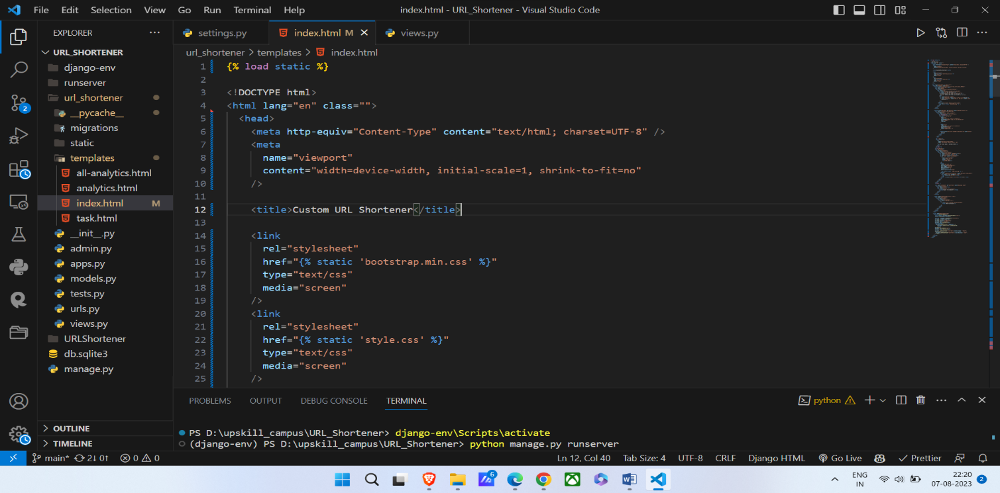 File Edit Selection View Go Run Terminal Help index.html - URL_Shortener - Visual Studio Code
EXPLORER
URL_SHORTENER
django-env
runserver
url_shortener
__pycache__
migrations
static
templates
all-analytics.html
analytics.html
index.html M
task.html
__init__.py
admin.py
apps.py
models.py
tests.py
urls.py
views.py
URLShortener
db.sqlite3
manage.py
OUTLINE
TIMELINE
2
settings.py index.html M views.py
url_shortener > templates > index.html
1 {% load static %}
2
3 <!DOCTYPE html>
4 <html lang="en" class="">
5 <head>
6 <meta http-equiv="Content-Type" content="text/html; charset=UTF-8" />
7 <meta
8 name="viewport"
9 content="width=device-width, initial-scale=1, shrink-to-fit=no"
10 />
11
12 <title>Custom URL Shortener</title>
13
14 <link
15 rel="stylesheet"
16 href="{% static 'bootstrap.min.css' %}"
17 type="text/css"
18 media="screen"
19 />
20 <link
21 rel="stylesheet"
22 href="{% static 'style.css' %}"
23 type="text/css"
24 media="screen"
25 />
PROBLEMS OUTPUT DEBUG CONSOLE TERMINAL python
PS D:\upskill_campus\URL_Shortener> django-env\Scripts\activate
(django-env) PS D:\upskill_campus\URL_Shortener> python manage.py runserver
main* 2↓ 0↑ 0 0 Ln 12, Col 40 Tab Size: 4 UTF-8 CRLF Django HTML Go Live Prettier
6 ENG 22:20 2
IN 07-08-2023